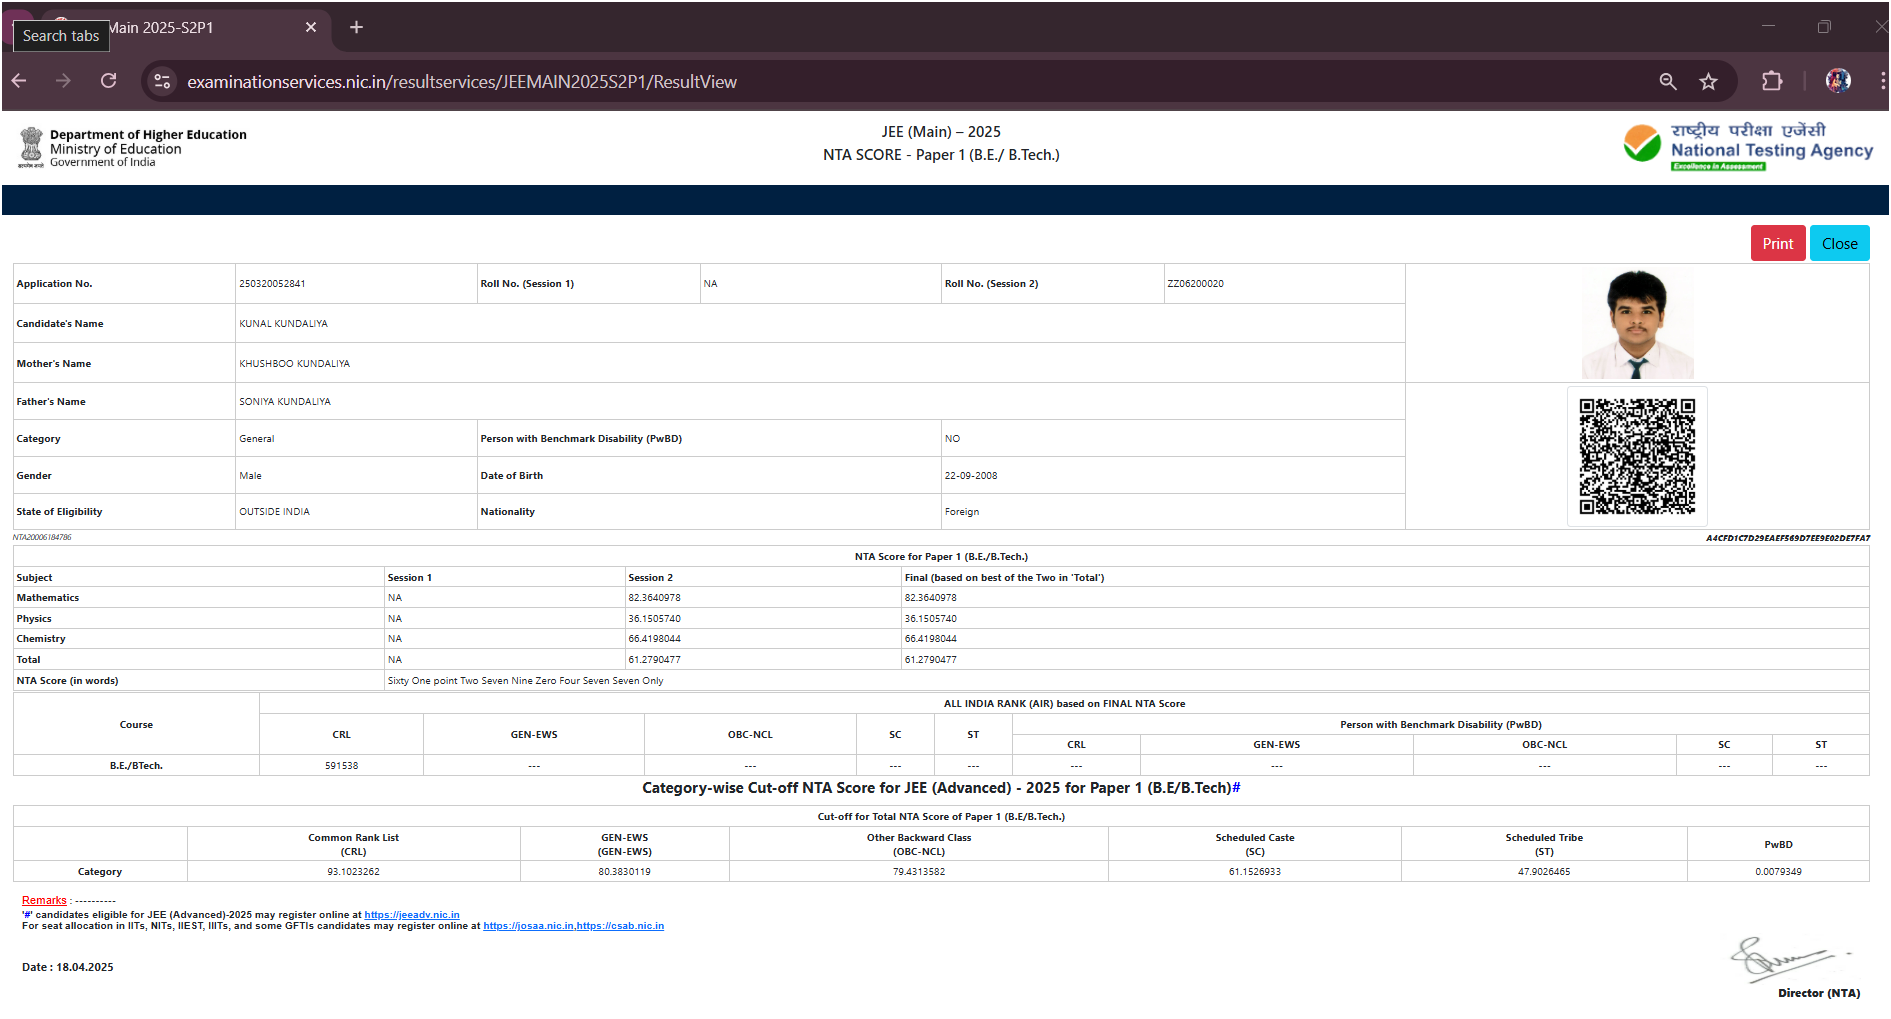 Main 2025-S2P1
Search tabs
examinationservices.nic.in/resultservices/JEEMAIN2025S2P1/ResultView
Department of Higher Education
Ministry of Education
Government of India
JEE (Main) – 2025
NTA SCORE - Paper 1 (B.E./ B.Tech.)
राष्ट्रीय परीक्षा एजेंसी
National Testing Agency
Excellence in Assessment
Print Close
Application No. 250320052841 Roll No. (Session 1) NA Roll No. (Session 2) ZZ06200020
Candidate's Name KUNAL KUNDALIYA
Mother's Name KHUSHBOO KUNDALIYA
Father's Name SONIYA KUNDALIYA
Category General Person with Benchmark Disability (PwBD) NO
Gender Male Date of Birth 22-09-2008
State of Eligibility OUTSIDE INDIA Nationality Foreign
NTA20006184786 A4CFD1C7D29EAEF569D7EE9E02DE7FA7
NTA Score for Paper 1 (B.E./B.Tech.)
Subject Session 1 Session 2 Final (based on best of the Two in 'Total')
Mathematics NA 82.3640978 82.3640978
Physics NA 36.1505740 36.1505740
Chemistry NA 66.4198044 66.4198044
Total NA 61.2790477 61.2790477
NTA Score (in words) Sixty One point Two Seven Nine Zero Four Seven Seven Only
ALL INDIA RANK (AIR) based on FINAL NTA Score
Course CRL GEN-EWS OBC-NCL SC ST Person with Benchmark Disability (PwBD)
CRL GEN-EWS OBC-NCL SC ST
B.E./BTech. 591538 --- --- --- --- --- --- --- --- ---
Category-wise Cut-off NTA Score for JEE (Advanced) - 2025 for Paper 1 (B.E/B.Tech)#
Cut-off for Total NTA Score of Paper 1 (B.E/B.Tech.)
Common Rank List GEN-EWS Other Backward Class Scheduled Caste Scheduled Tribe PwBD
(CRL) (GEN-EWS) (OBC-NCL) (SC) (ST)
Category 93.1023262 80.3830119 79.4313582 61.1526933 47.9026465 0.0079349
Remarks : ----------
'#' candidates eligible for JEE (Advanced)-2025 may register online at https://jeeadv.nic.in
For seat allocation in IITs, NITs, IIEST, IIITs, and some GFTIs candidates may register online at https://josaa.nic.in,https://csab.nic.in
Date : 18.04.2025
Director (NTA)